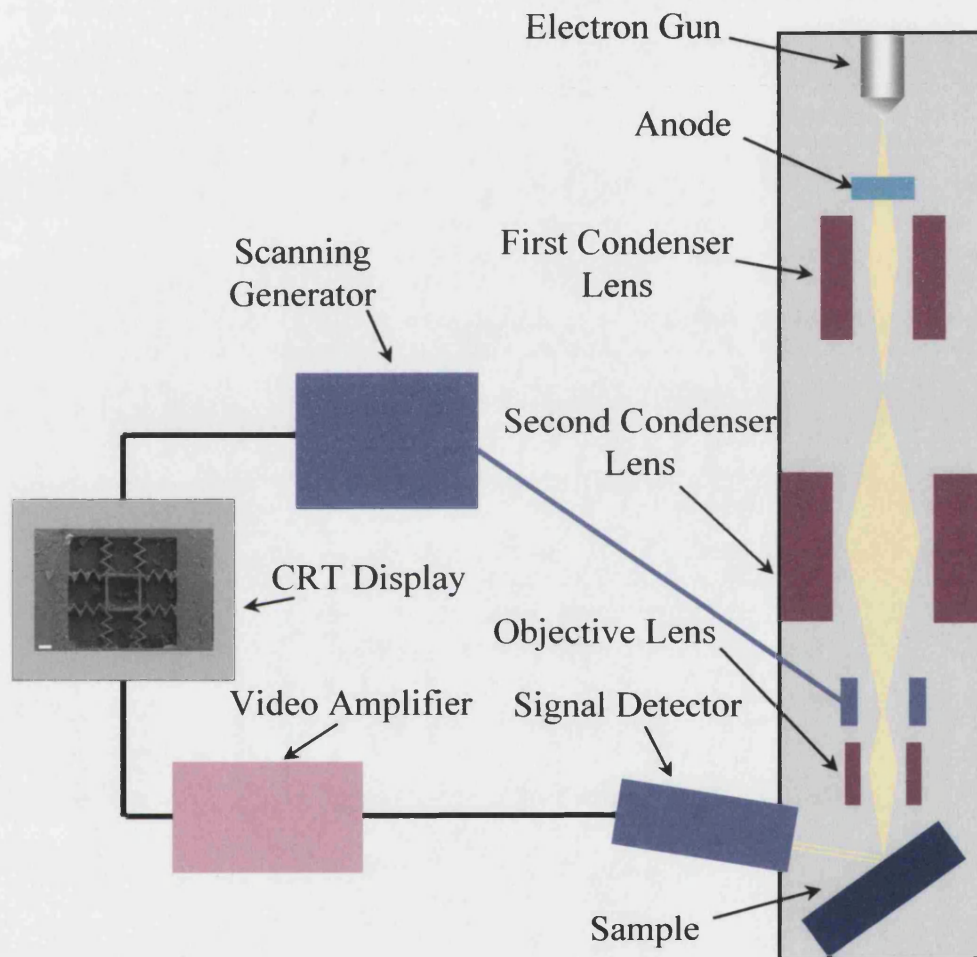 Electron Gun
Anode
First Condenser
Lens
Scanning
Generator
Second Condenser
Lens
CRT Display
Objective Lens
Video Amplifier
Signal Detector
Sample